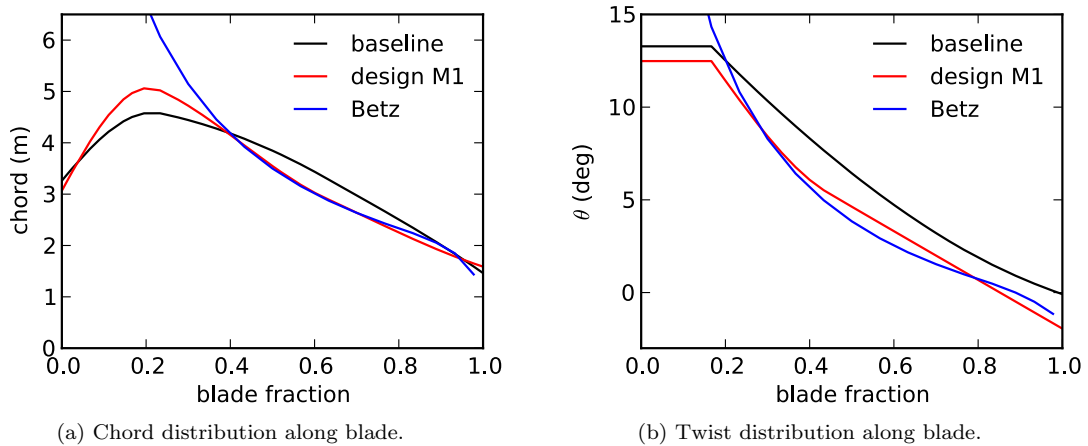 6
5
4
3
2
1
0
chord (m)
baseline
design M1
Betz
0.0 0.2 0.4 0.6 0.8 1.0
blade fraction
(a) Chord distribution along blade.
15
10
5
0
θ (deg)
baseline
design M1
Betz
0.0 0.2 0.4 0.6 0.8 1.0
blade fraction
(b) Twist distribution along blade.